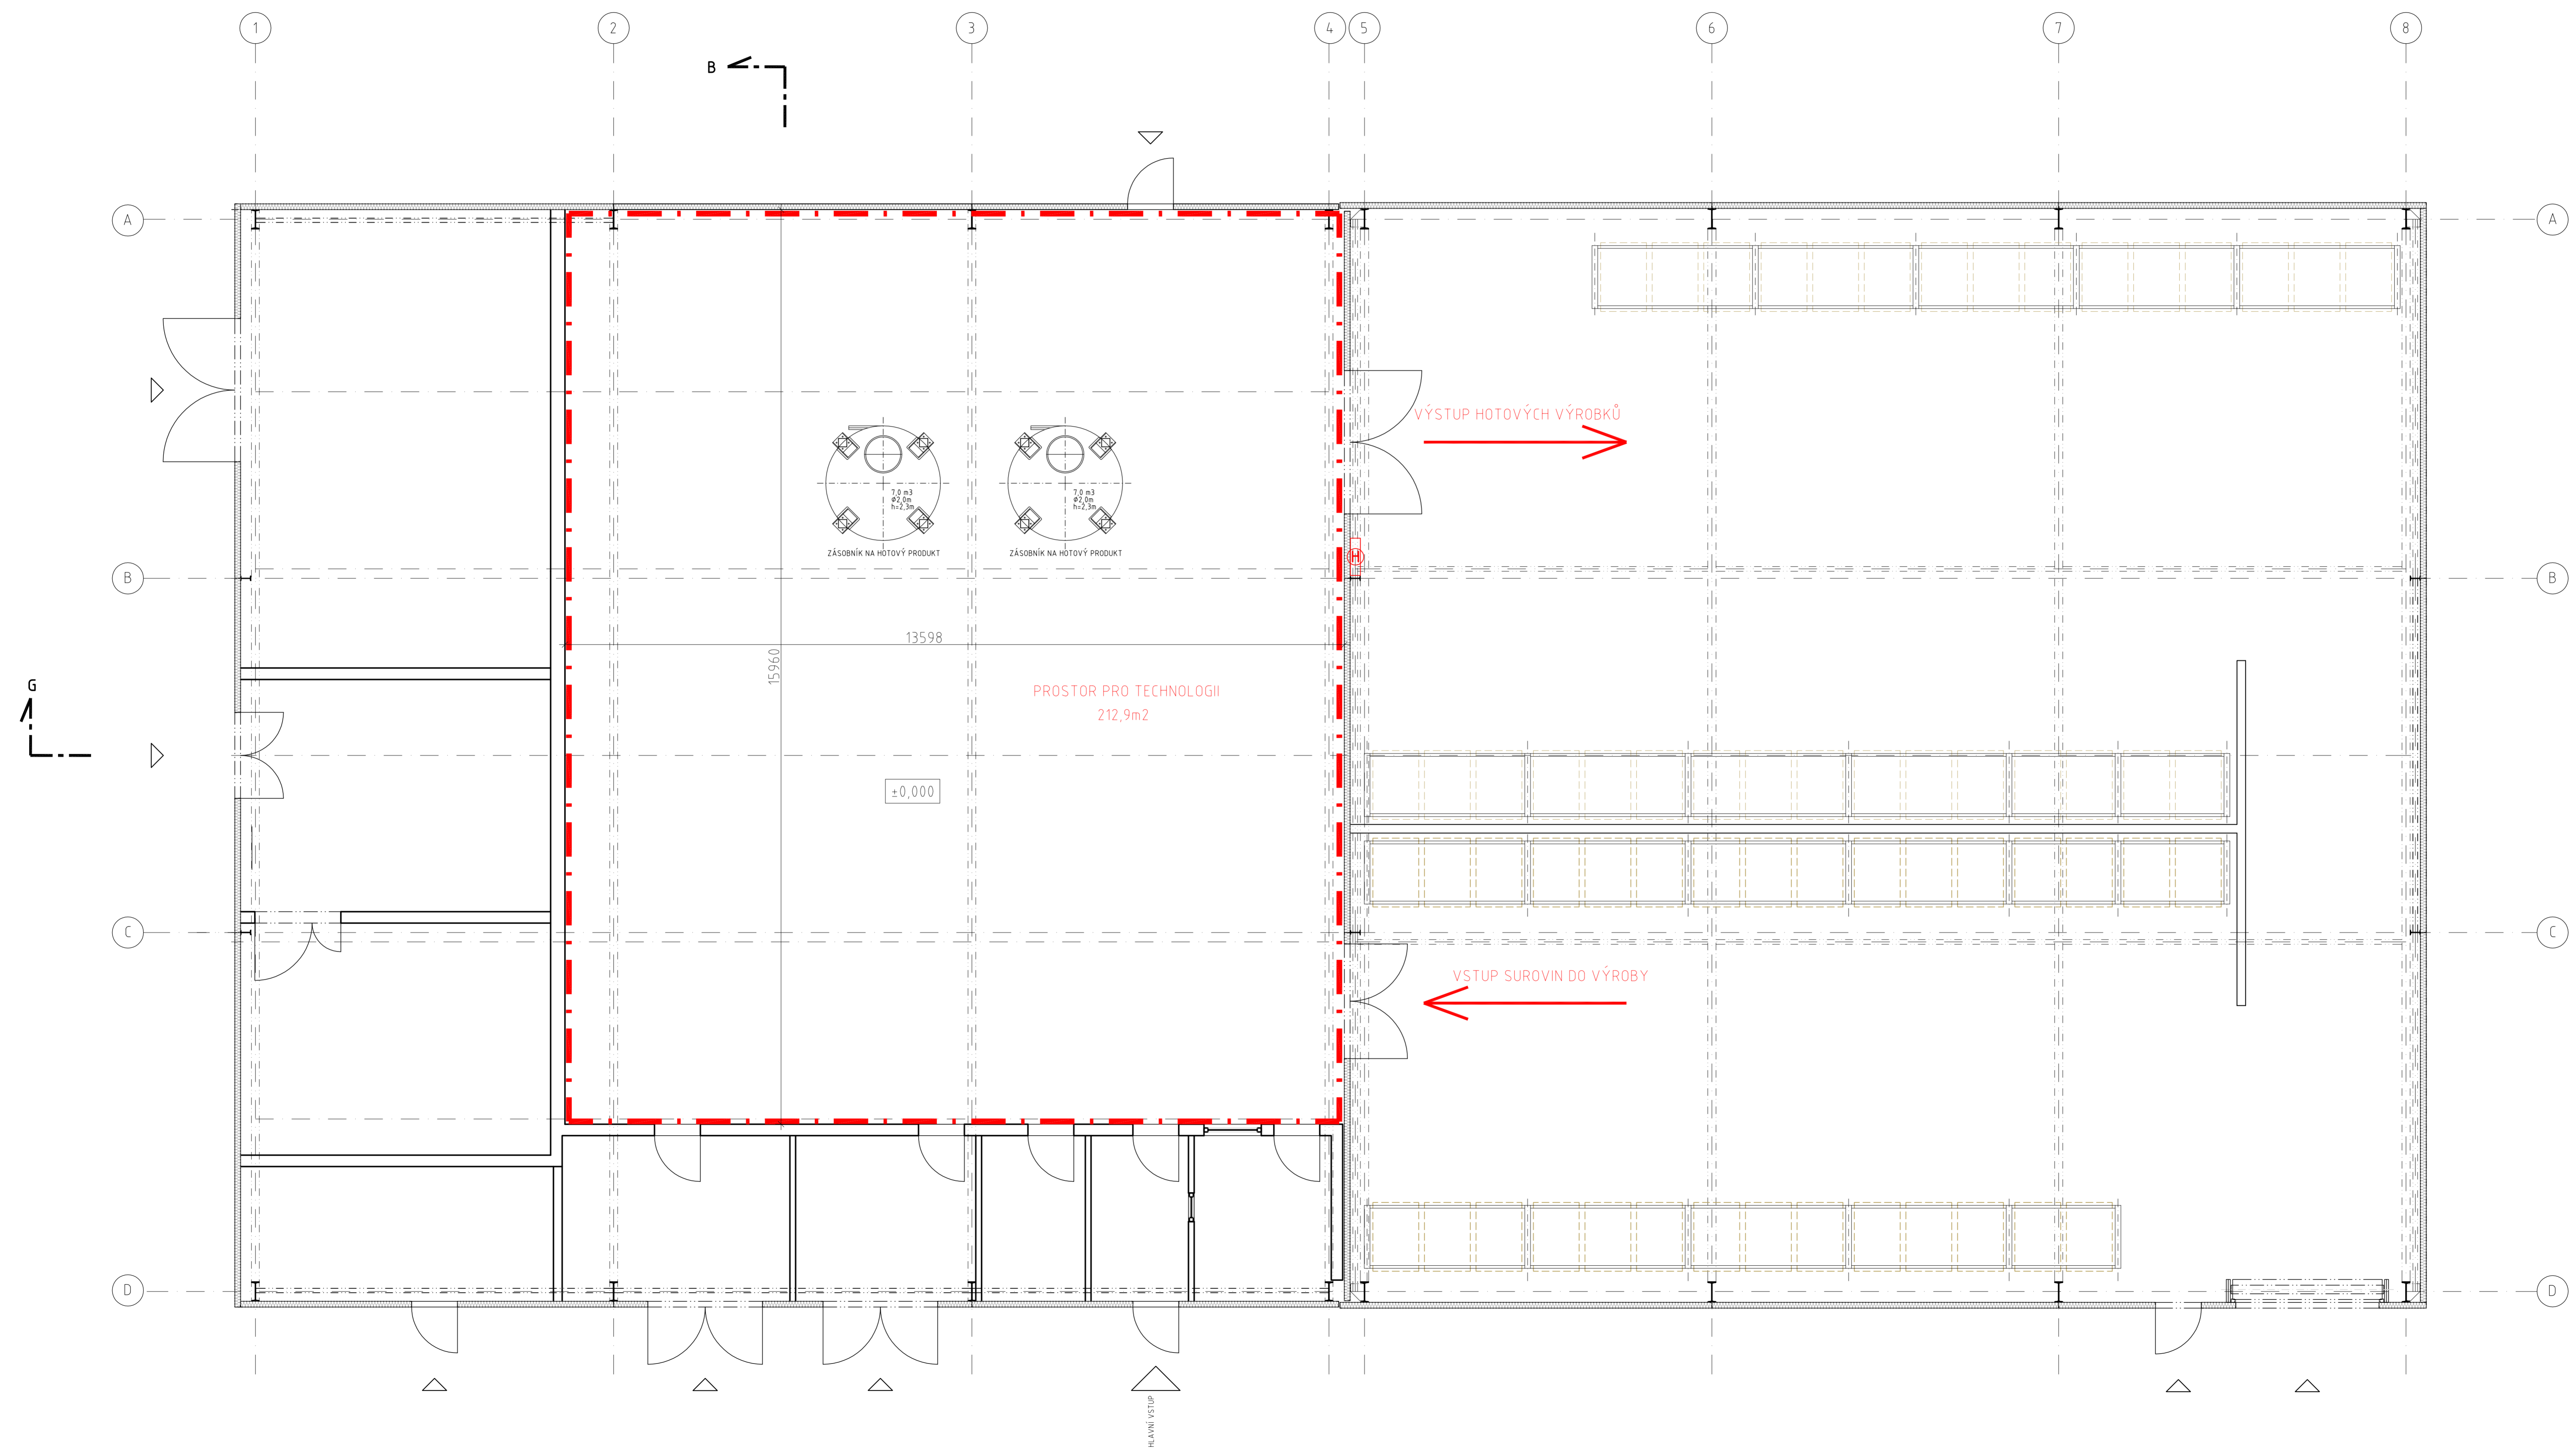 1
2
3
4
5
6
7
8
B
A
A
VÝSTUP HOTOVÝCH VÝROBKŮ
7,0 m3
Ø2,0m
h=2,3m
7,0 m3
Ø2,0m
h=2,3m
ZÁSOBNÍK NA HOTOVÝ PRODUKT
ZÁSOBNÍK NA HOTOVÝ PRODUKT
H
B
B
13598
15960
G
PROSTOR PRO TECHNOLOGII
212,9m2
±0,000
C
C
VSTUP SUROVIN DO VÝROBY
D
D
HLAVNÍ VSTUP